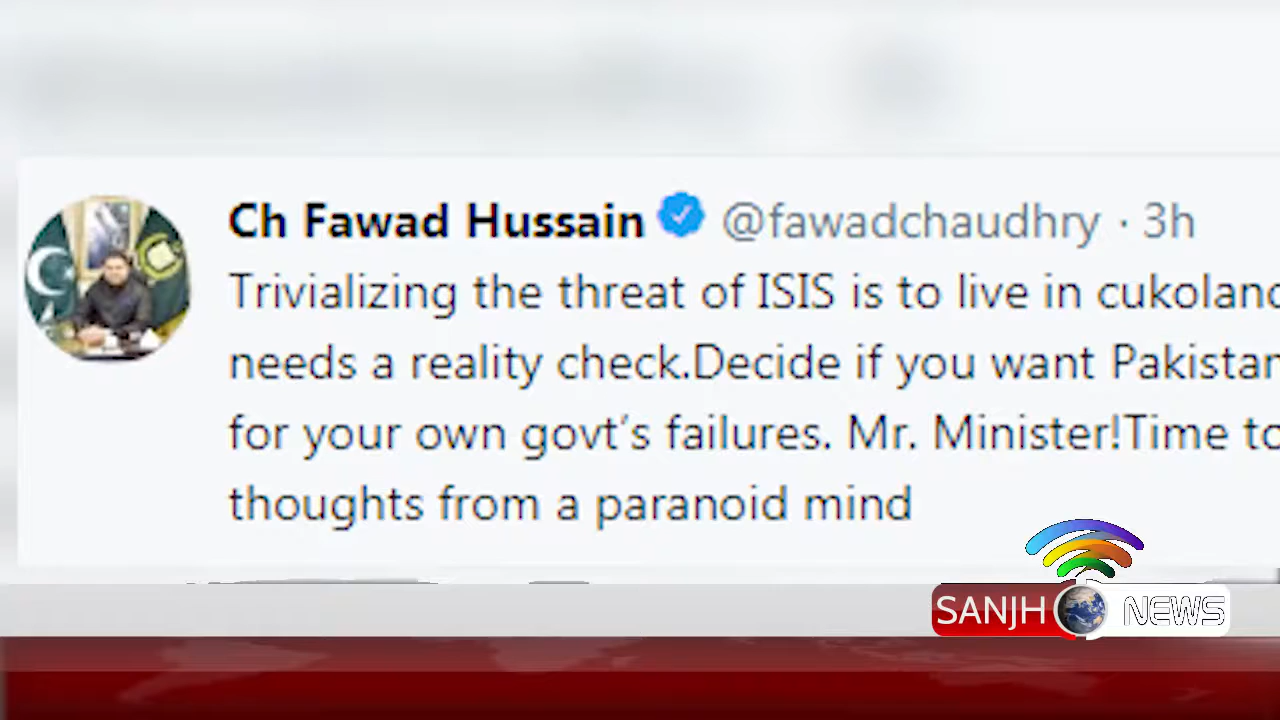 Ch Fawad Hussain @fawadchaudhry · 3h
Trivializing the threat of ISIS is to live in cukoland
needs a reality check.Decide if you want Pakistan
for your own govt's failures. Mr. Minister!Time to
thoughts from a paranoid mind
SANJH NEWS